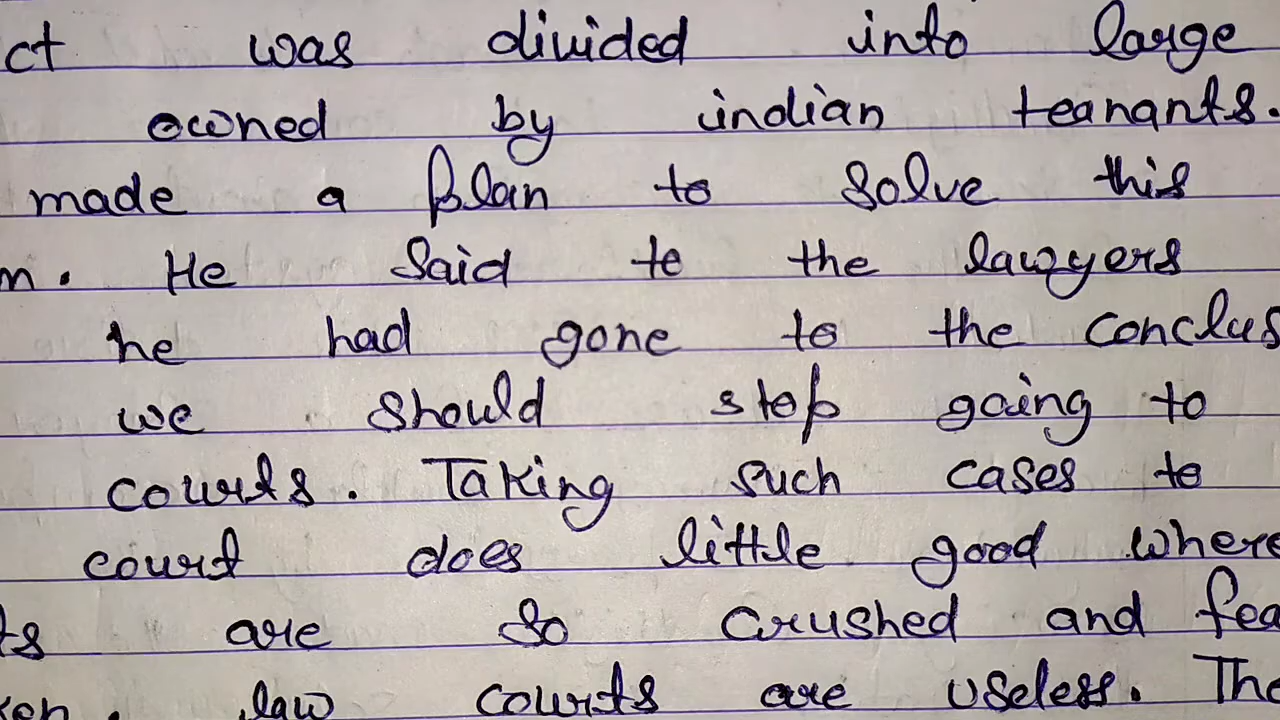 ct was divided into large
owned by indian teanants.
made a plan to solve this
m. He said te the lawyers
he had gone to the conclus
we should stop going to
courts. Taking such cases to
court does little good where
ts are so crushed and fea
ken. law courts are useless. The